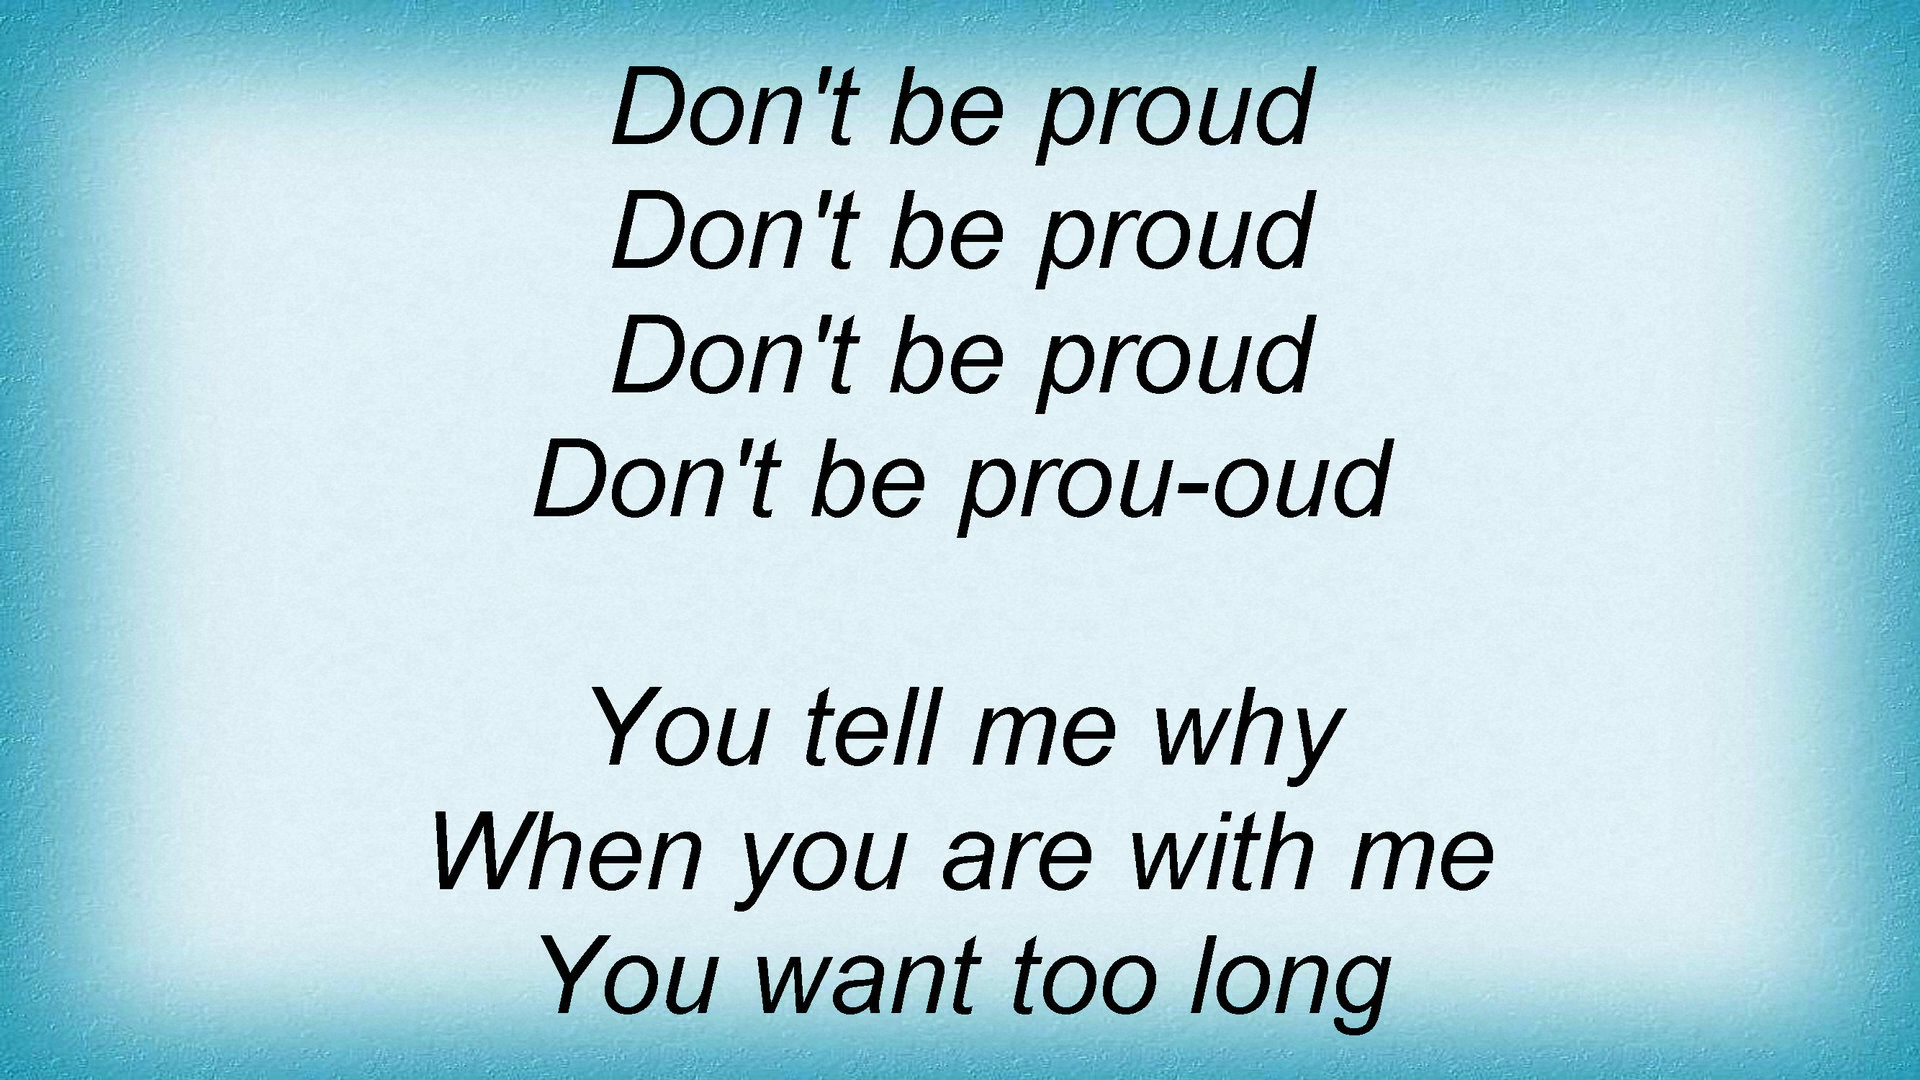 Don't be proud
Don't be proud
Don't be proud
Don't be prou-oud
You tell me why
When you are with me
You want too long